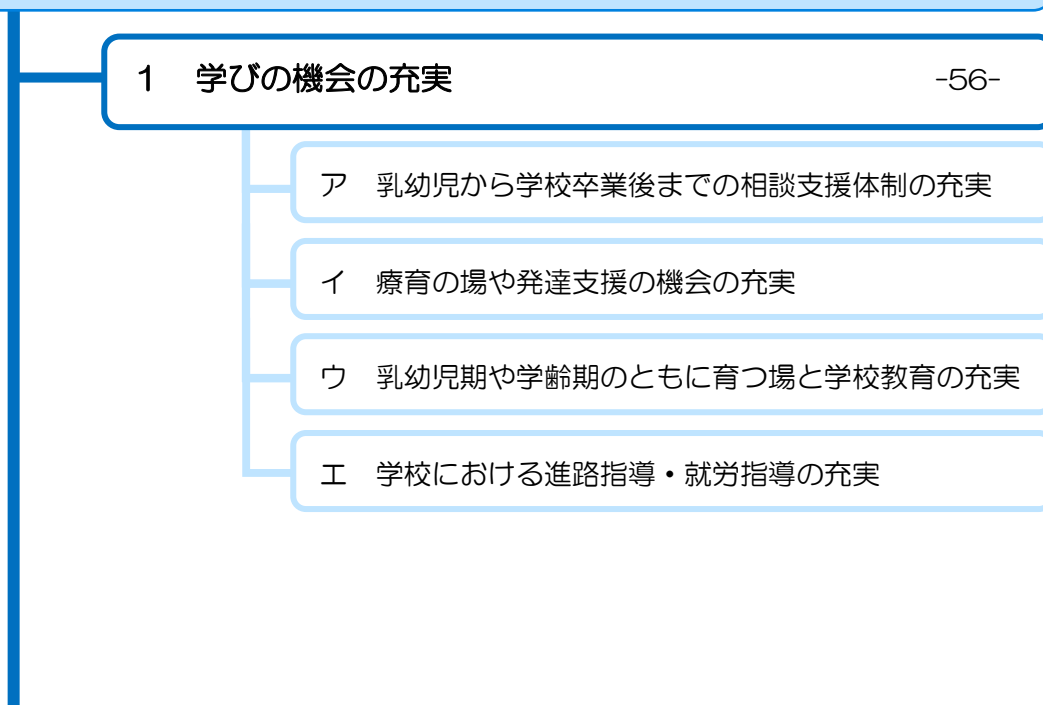 1 学びの機会の充実 -56-
ア 乳幼児から学校卒業後までの相談支援体制の充実
イ 療育の場や発達支援の機会の充実
ウ 乳幼児期や学齢期のともに育つ場と学校教育の充実
エ 学校における進路指導・就労指導の充実